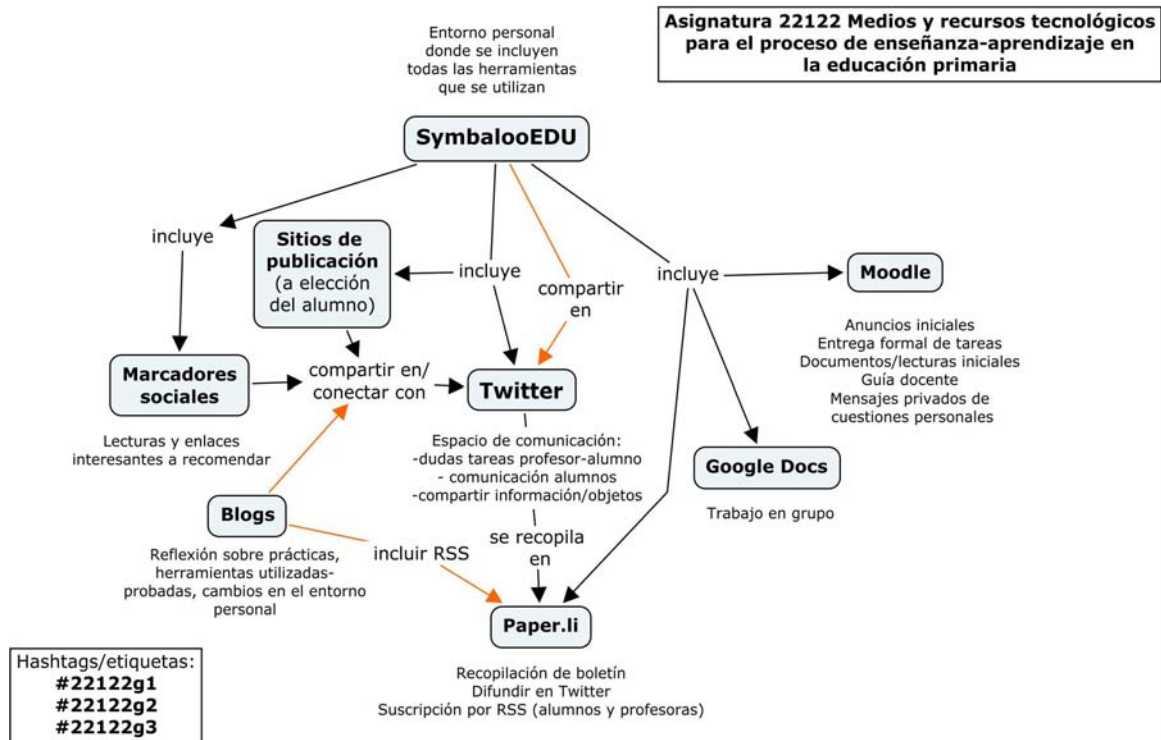 Asignatura 22122 Medios y recursos tecnológicos
para el proceso de enseñanza-aprendizaje en
la educación primaria
Entorno personal
donde se incluyen
todas las herramientas
que se utilizan
SymbalooEDU
incluye
Sitios de
publicación
(a elección
del alumno)
incluye
compartir
en
incluye
Moodle
Anuncios iniciales
Entrega formal de tareas
Documentos/lecturas iniciales
Guía docente
Mensajes privados de
cuestiones personales
Marcadores
sociales
Lecturas y enlaces
interesantes a recomendar
compartir en/
conectar con
Twitter
Espacio de comunicación:
-dudas tareas profesor-alumno
- comunicación alumnos
-compartir información/objetos
Google Docs
Trabajo en grupo
Blogs
Reflexión sobre prácticas,
herramientas utilizadas-
probadas, cambios en el entorno
personal
incluir RSS
se recopila
en
Paper.li
Recopilación de boletín
Difundir en Twitter
Suscripción por RSS (alumnos y profesoras)
Hashtags/etiquetas:
#22122g1
#22122g2
#22122g3